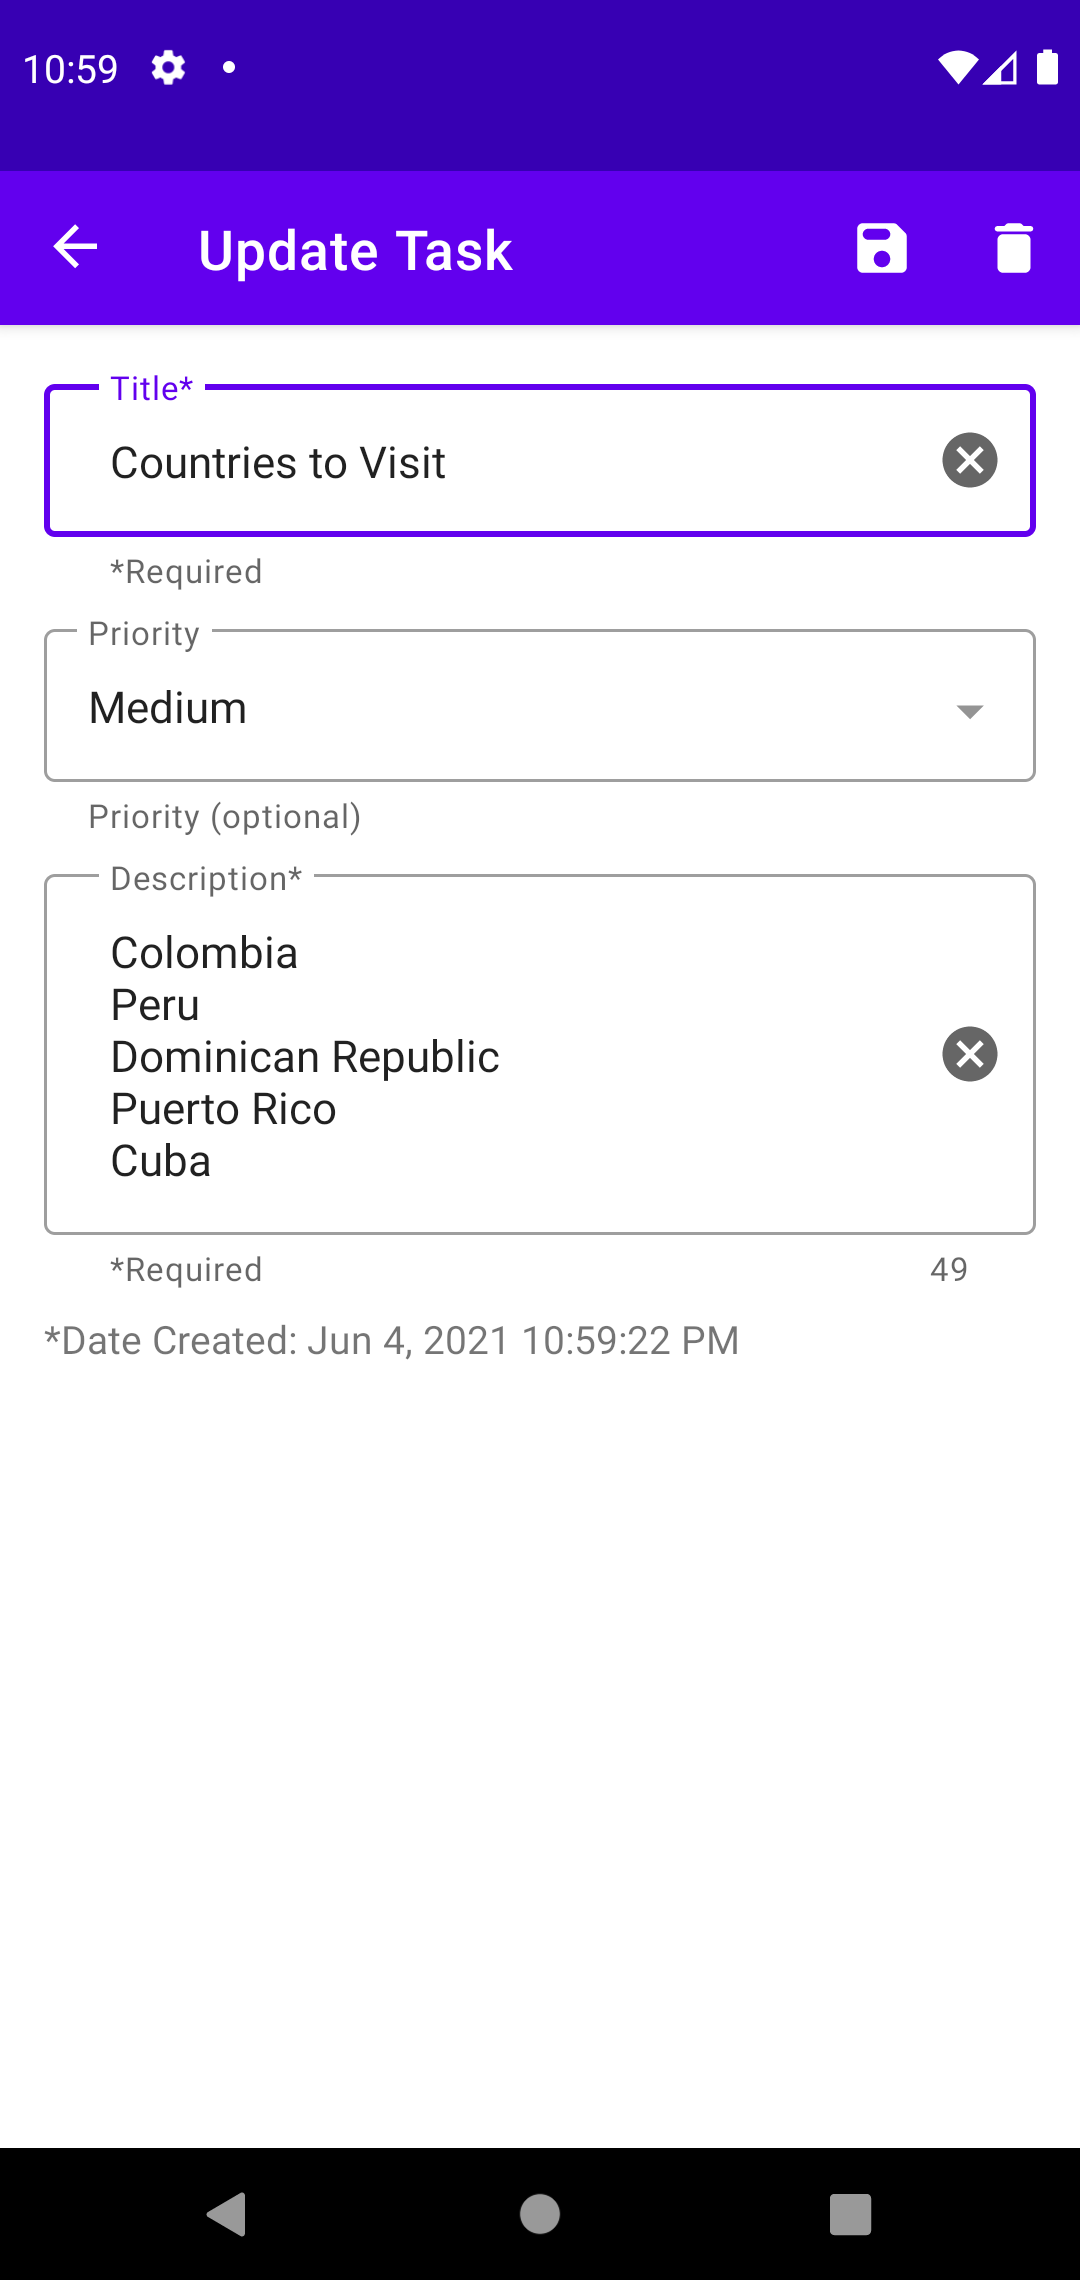 10:59
Update Task
Title*
Countries to Visit
*Required
Priority
Medium
Priority (optional)
Description*
Colombia
Peru
Dominican Republic
Puerto Rico
Cuba
*Required 49
*Date Created: Jun 4, 2021 10:59:22 PM